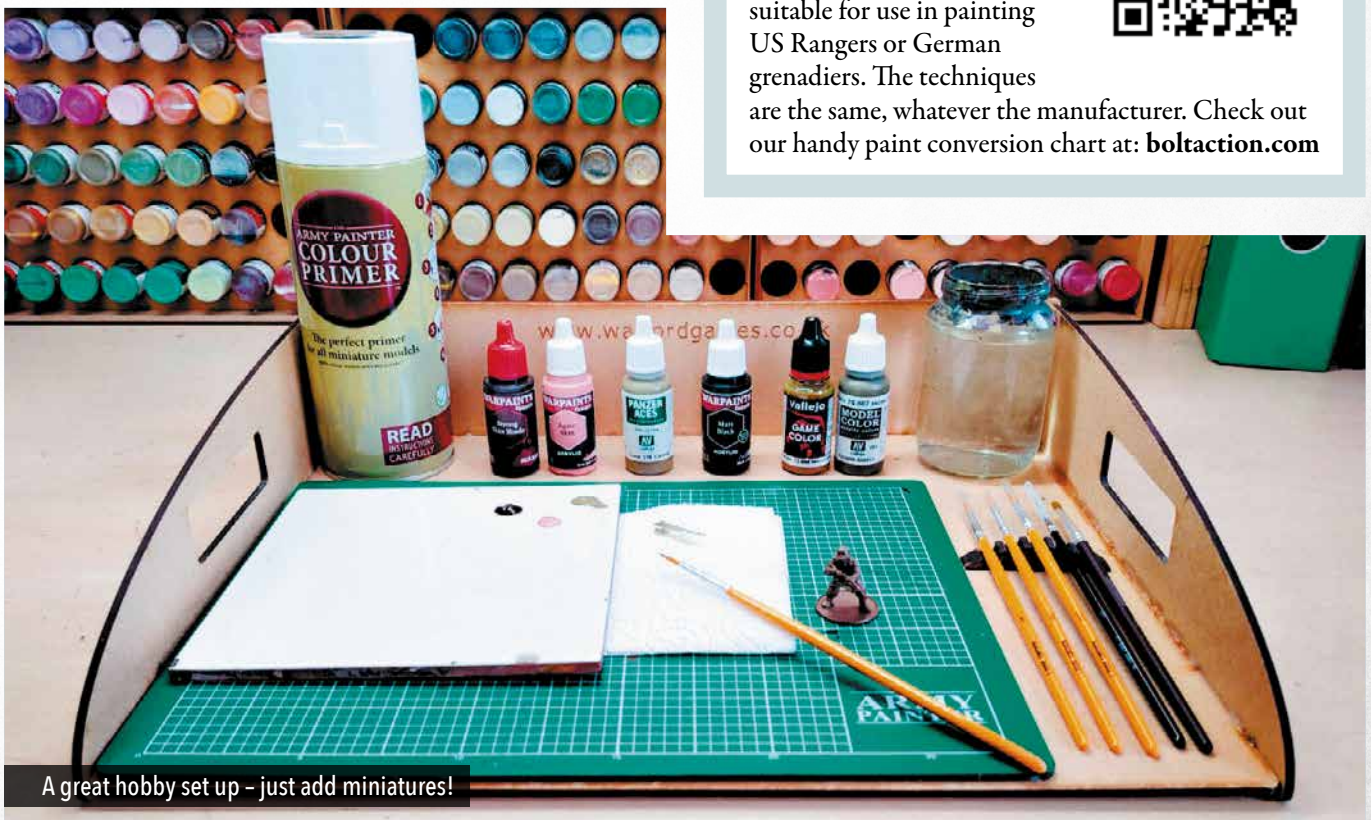 suitable for use in painting
US Rangers or German
grenadiers. The techniques
are the same, whatever the manufacturer. Check out
our handy paint conversion chart at: boltaction.com
ARMY PAINTER
COLOUR
PRIMER
The perfect primer
for all miniature models
READ
INSTRUCTIONS
CAREFULLY
WARPAINTS
WARPAINTS
PANZER
ACES
AV
WARPAINTS
Matt
Black
Vallejo
GAME
COLOR
MODEL
COLOR
AV
ARMY
PAINTER
A great hobby set up – just add miniatures!